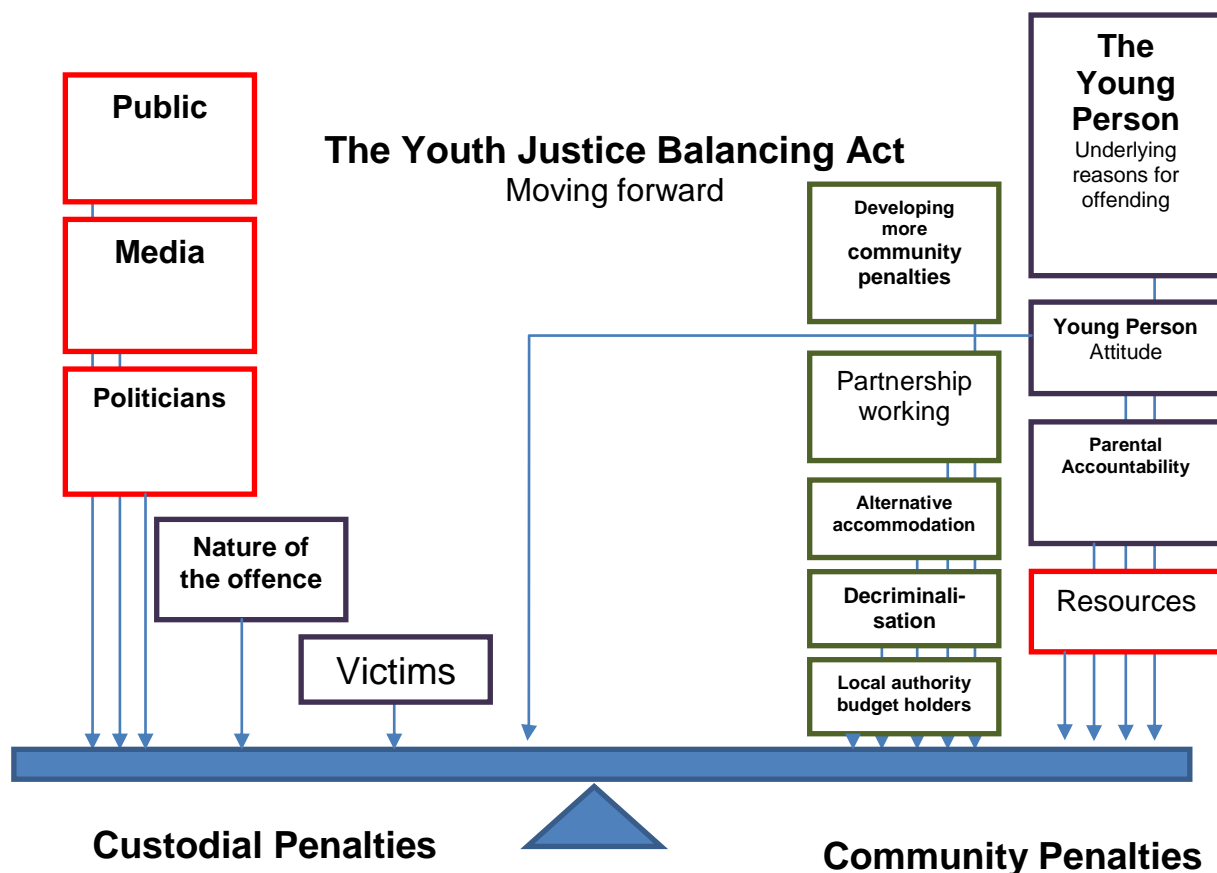 The Youth Justice Balancing Act
Moving forward
Public
Media
Politicians
Nature of
the offence
Victims
Developing
more
community
penalties
Partnership
working
Alternative
accommodation
Decriminali-
sation
Local authority
budget holders
The
Young
Person
Underlying
reasons for
offending
Young Person
Attitude
Parental
Accountability
Resources
Custodial Penalties
Community Penalties